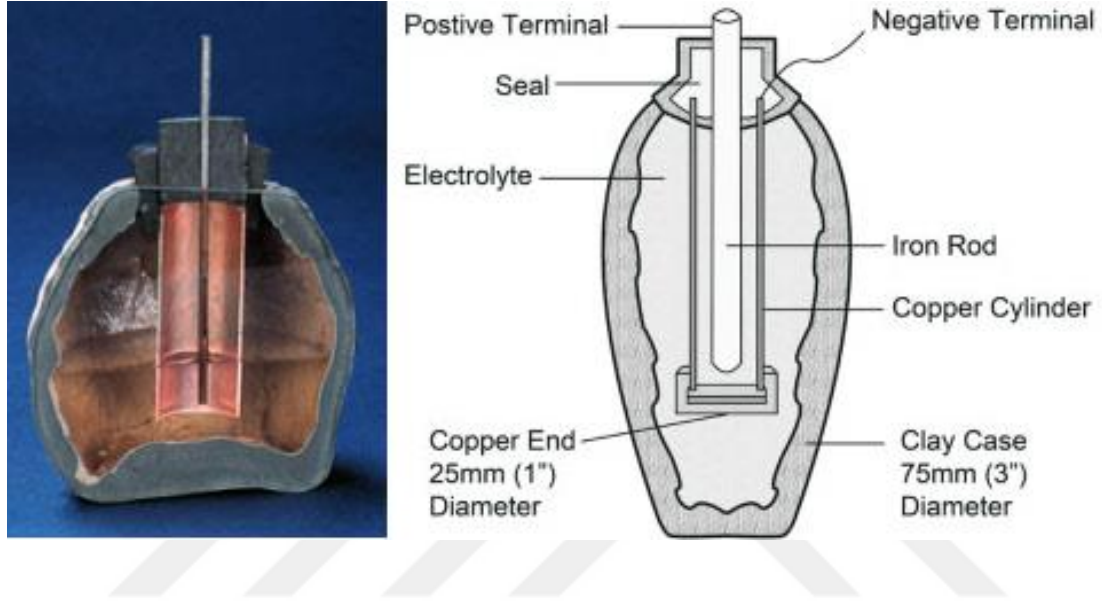 Postive Terminal
Negative Terminal
Seal
Electrolyte
Iron Rod
Copper Cylinder
Copper End
25mm (1”)
Diameter
Clay Case
75mm (3”)
Diameter